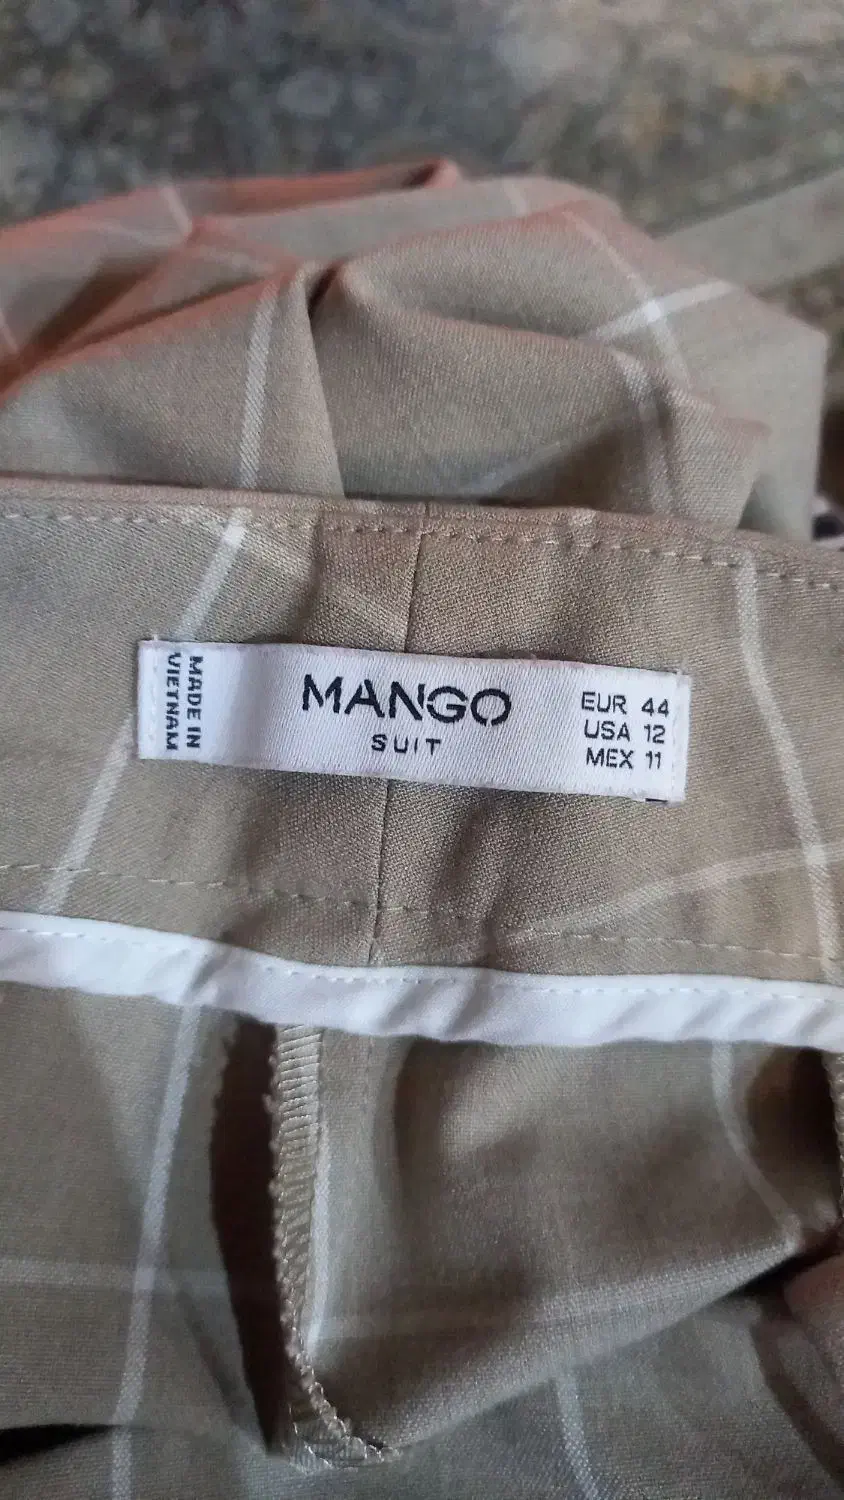 MADE IN
VIETNAM
MANGO
SUIT
EUR 44
USA 12
MEX 11